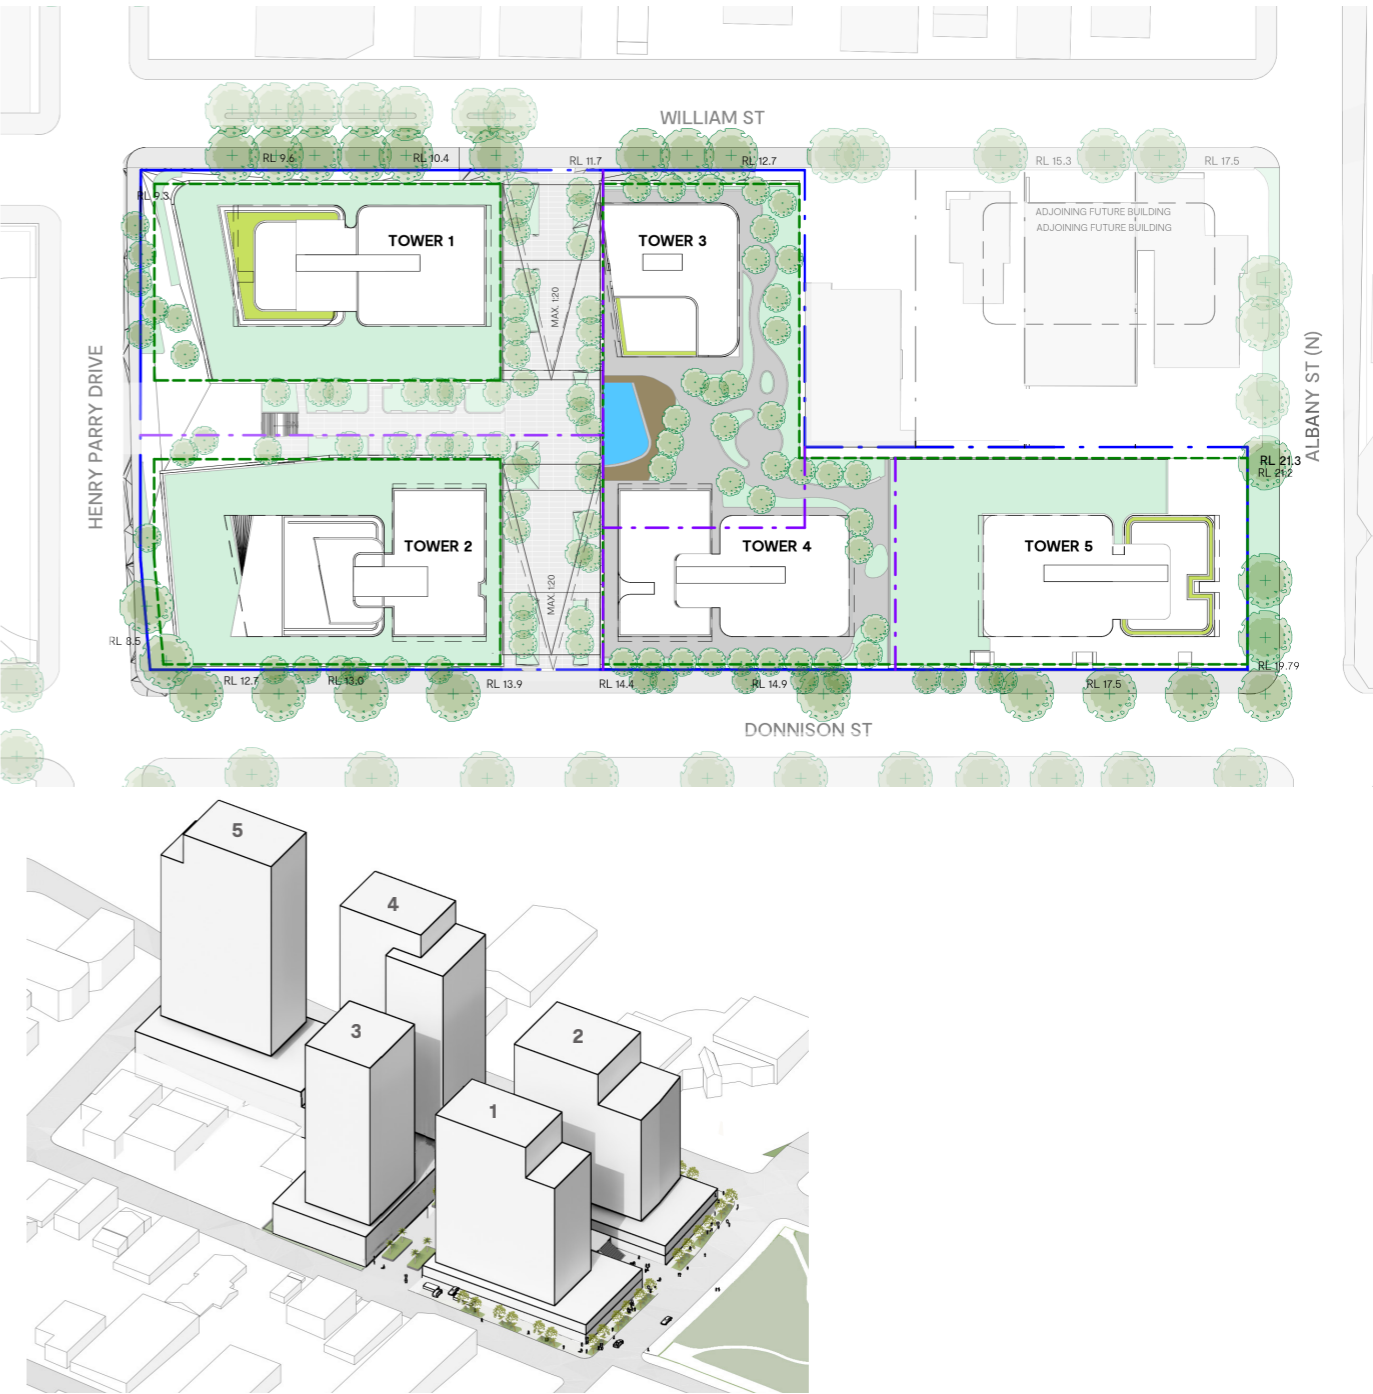 WILLIAM ST
RL 9.6
RL 10.4
RL 11.7
RL 12.7
RL 15.3
RL 17.5
RL 9.3
ADJOINING FUTURE BUILDING
ADJOINING FUTURE BUILDING
TOWER 1
TOWER 3
MAX. 1:20
HENRY PARRY DRIVE
ALBANY ST (N)
RL 21.3
RL 21.2
TOWER 2
TOWER 4
TOWER 5
MAX. 1:20
RL 8.5
RL 12.7
RL 13.0
RL 13.9
RL 14.4
RL 14.9
RL 17.5
RL 19.79
DONNISON ST
5
4
3
2
1